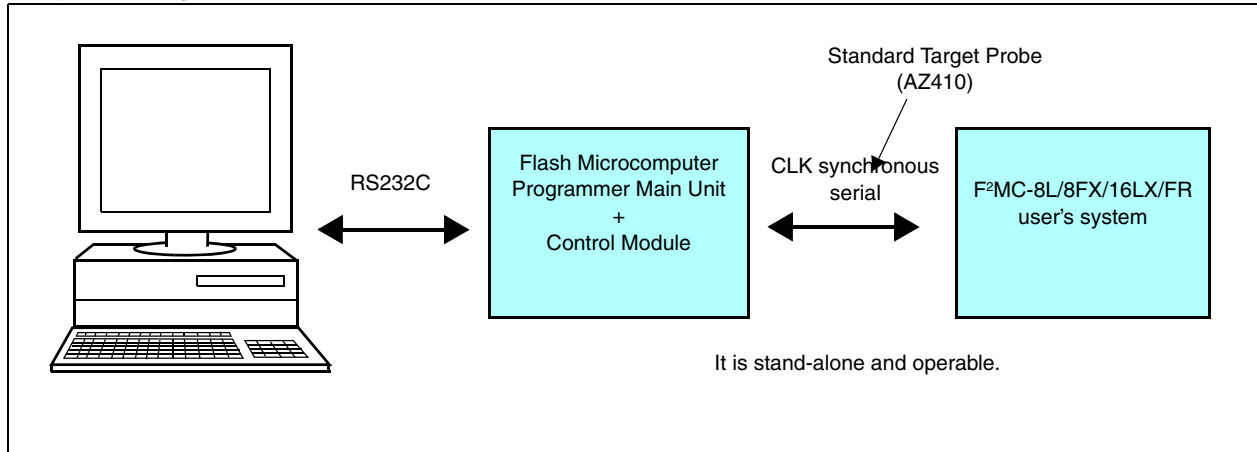 Standard Target Probe
(AZ410)
RS232C
Flash Microcomputer
Programmer Main Unit
+
Control Module
CLK synchronous
serial
F²MC-8L/8FX/16LX/FR
user's system
It is stand-alone and operable.